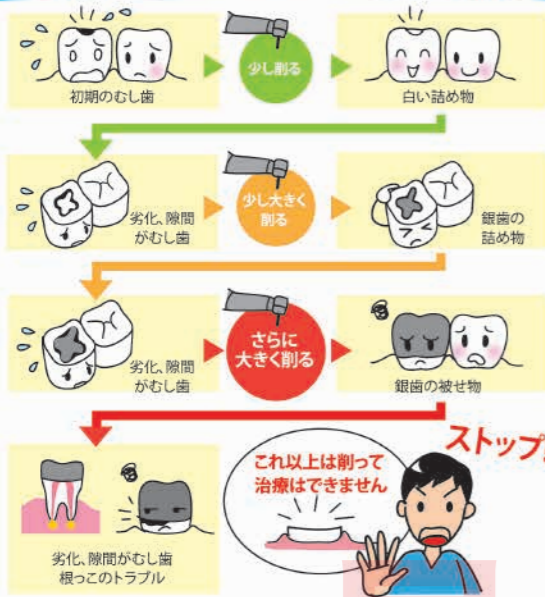 初期のむし歯
少し削る
白い詰め物
劣化、隙間
がむし歯
少し大きく
削る
銀歯の
詰め物
劣化、隙間
がむし歯
さらに
大きく削る
銀歯の被せ物
劣化、隙間がむし歯
根っこのトラブル
これ以上は削って
治療はできません
ストップ!